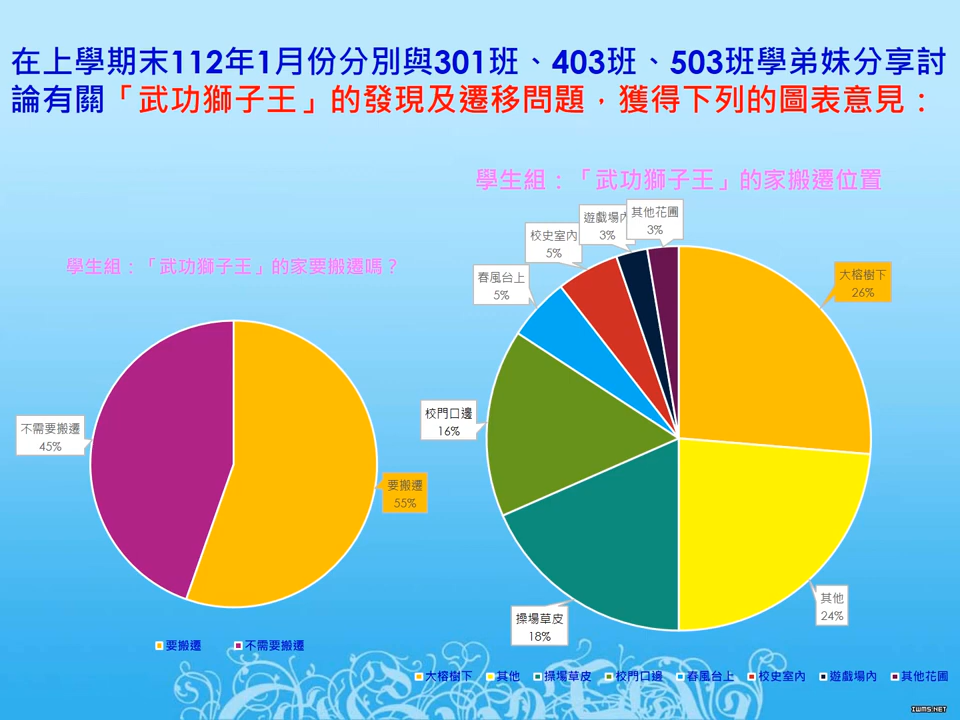 在上學期末112年1月份分別與301班、403班、503班學弟妹分享討
論有關「武功獅子王」的發現及遷移問題，獲得下列的圖表意見：
學生組：「武功獅子王」的家要搬遷嗎？
不需要搬遷
45%
要搬遷
55%
要搬遷 不需要搬遷
學生組：「武功獅子王」的家搬遷位置
其他花圃
3%
遊戲場內
3%
校史室內
5%
春風台上
5%
大榕樹下
26%
校門口邊
16%
其他
24%
操場草皮
18%
大榕樹下 其他 操場草皮 校門口邊 春風台上 校史室內 遊戲場內 其他花圃
IWMS.NET